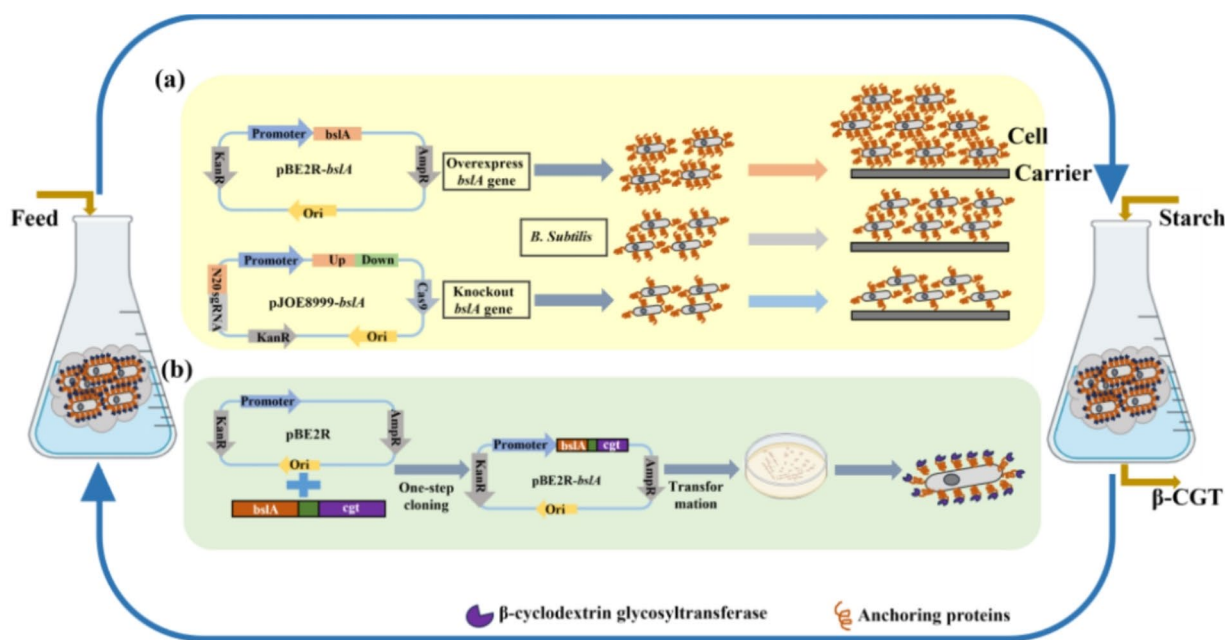 (a)
Promoter
bslA
KanR
AmpR
pBE2R-bslA
Ori
Overexpress
bslA gene
Cell
Carrier
Feed
B. Subtilis
Starch
Promoter
Up
Down
N20
sgRNA
Cas9
pJOE8999-bslA
KanR
Ori
Knockout
bslA gene
(b)
Promoter
KanR
AmpR
pBE2R
Ori
bslA
cgt
One-step
cloning
Promoter
bslA
cgt
KanR
AmpR
pBE2R-bslA
Ori
Transfor
mation
β-CGT
β-cyclodextrin glycosyltransferase
Anchoring proteins